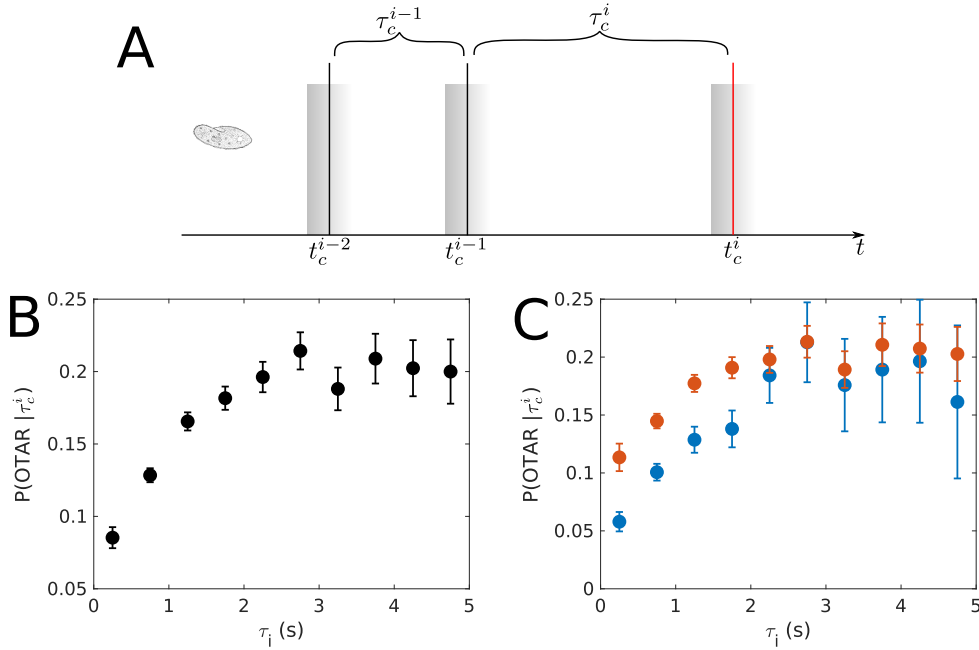 A
τ_c^{i-1}
τ_c^i
t_c^{i-2}
t_c^{i-1}
t_c^i
t
B
0.25
0.2
0.15
0.1
0.05
P(OTAR |τ_c^i)
0 1 2 3 4 5
τ_i (s)
C
0.25
0.2
0.15
0.1
0.05
0
P(OTAR |τ_c^i)
0 1 2 3 4 5
τ_i (s)